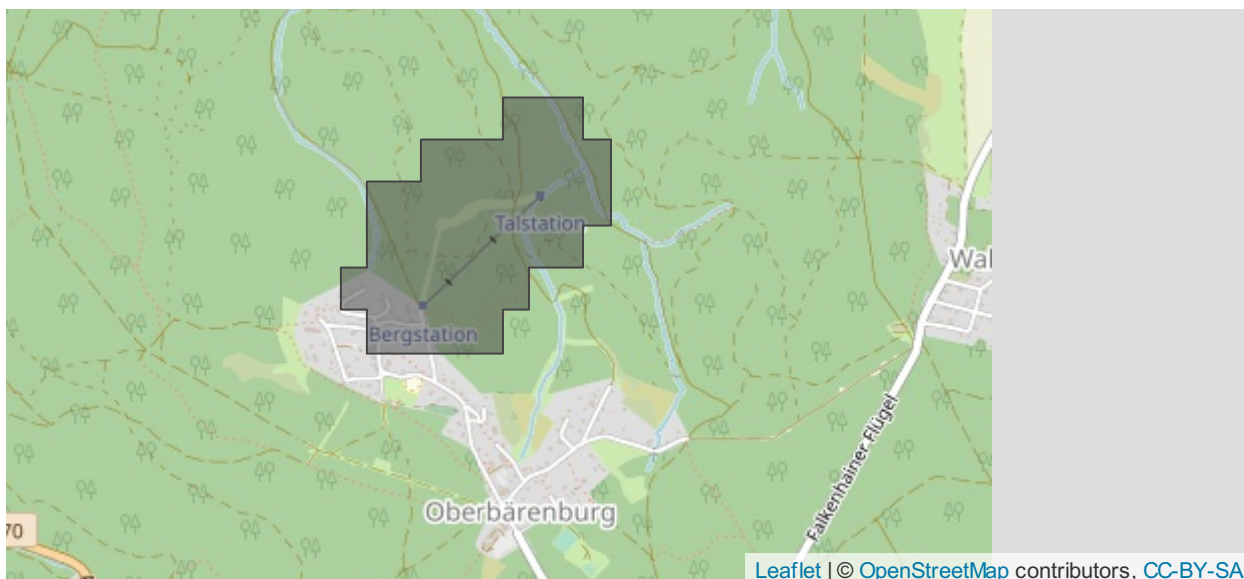 Talstation
Wal
Bergstation
Falkenhainer Flügel
Oberbärenburg
70
Leaflet | © OpenStreetMap contributors, CC-BY-SA